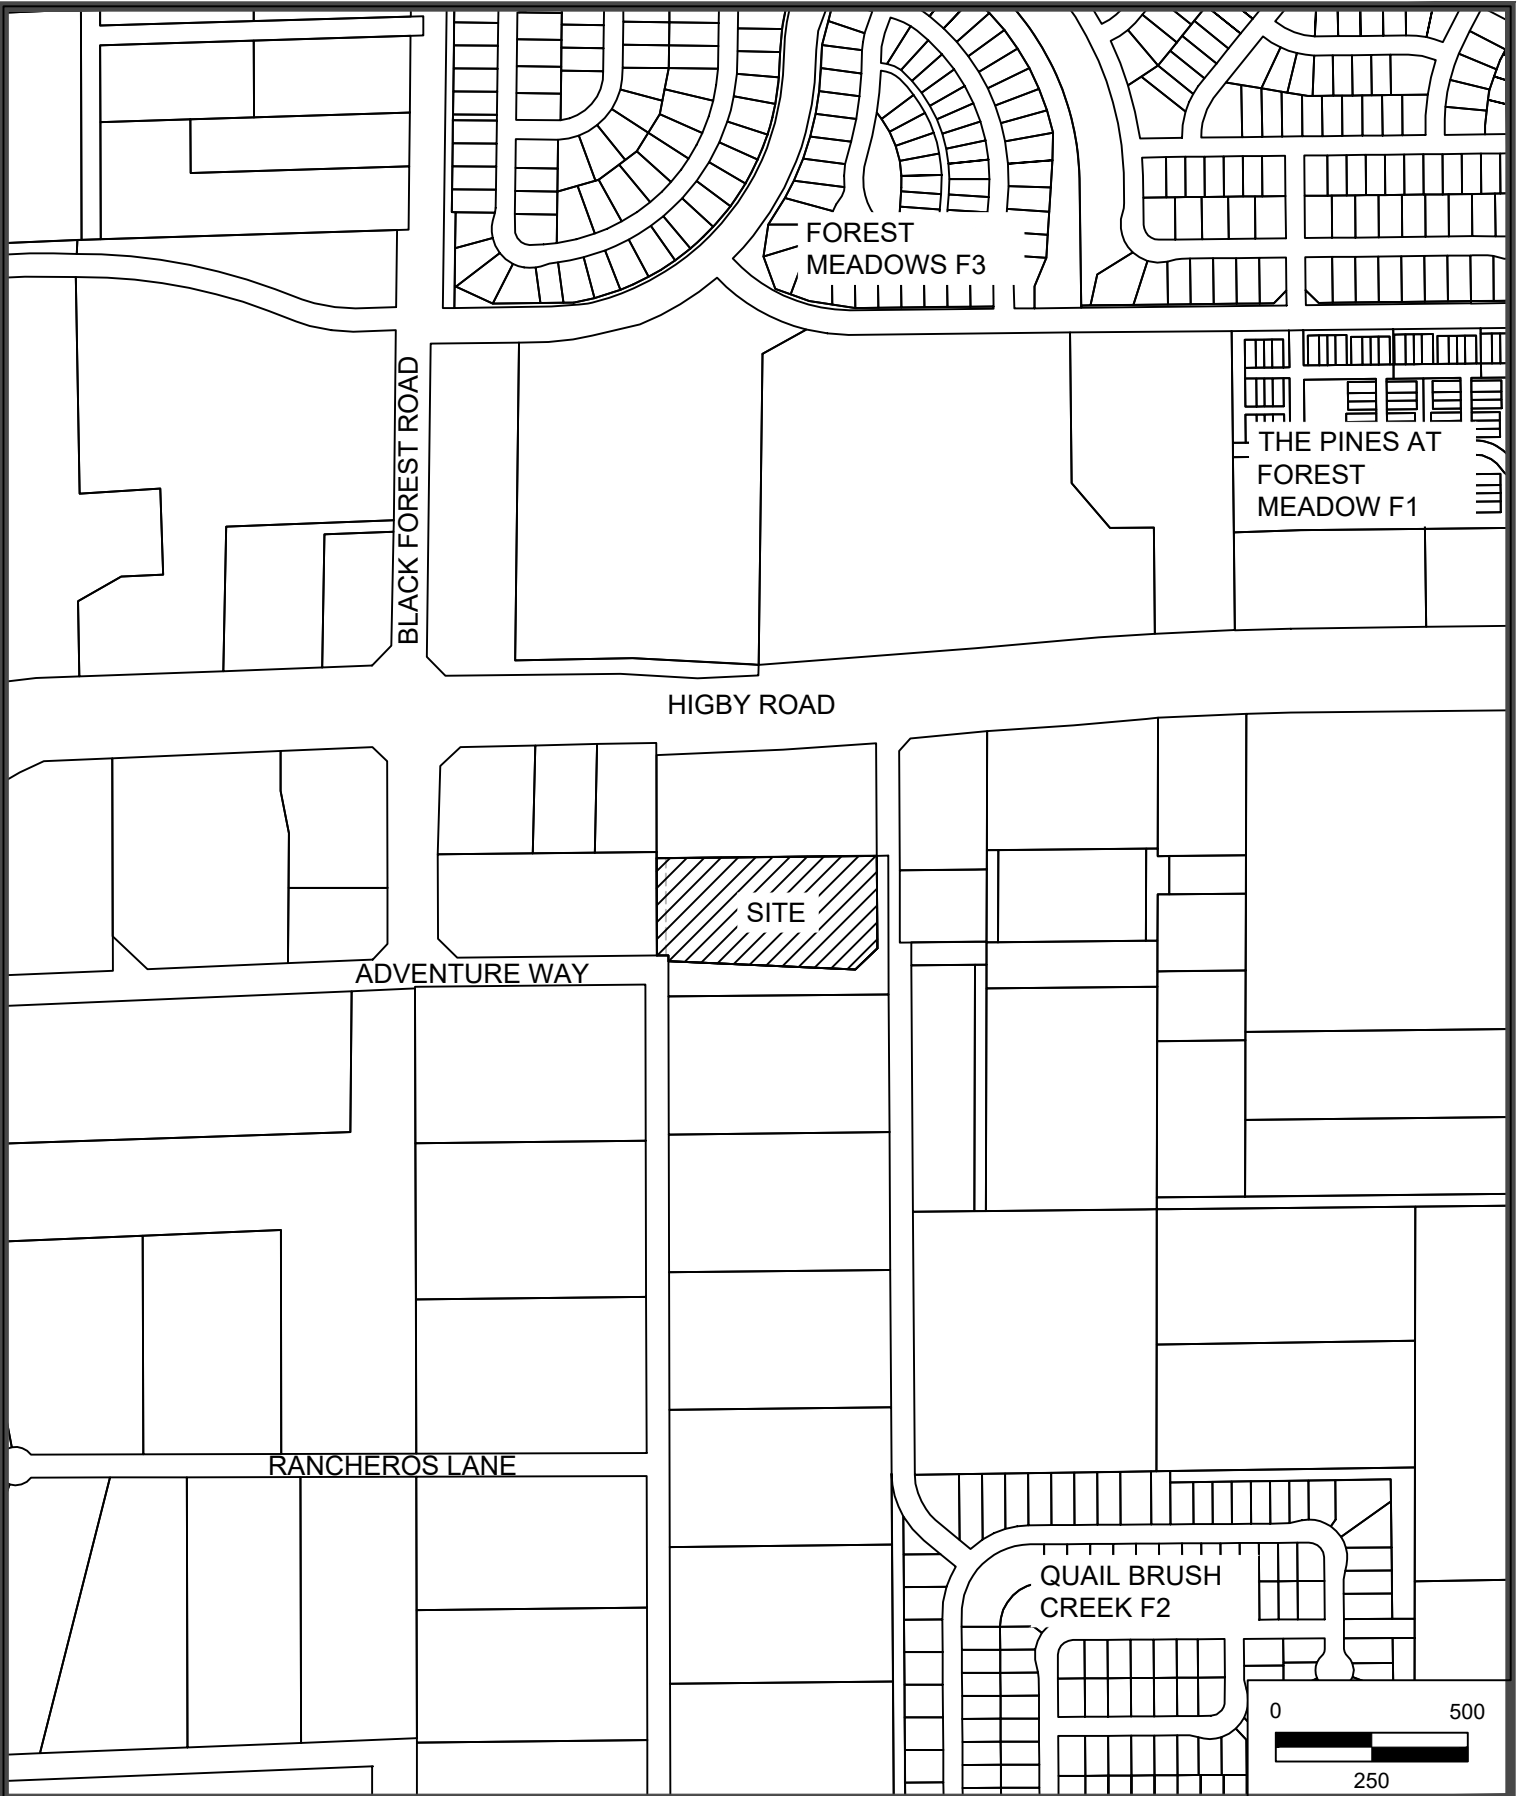 FOREST
MEADOWS F3
BLACK FOREST ROAD
THE PINES AT
FOREST
MEADOW F1
HIGBY ROAD
SITE
ADVENTURE WAY
RANCHEROS LANE
QUAIL BRUSH
CREEK F2
0 500
250